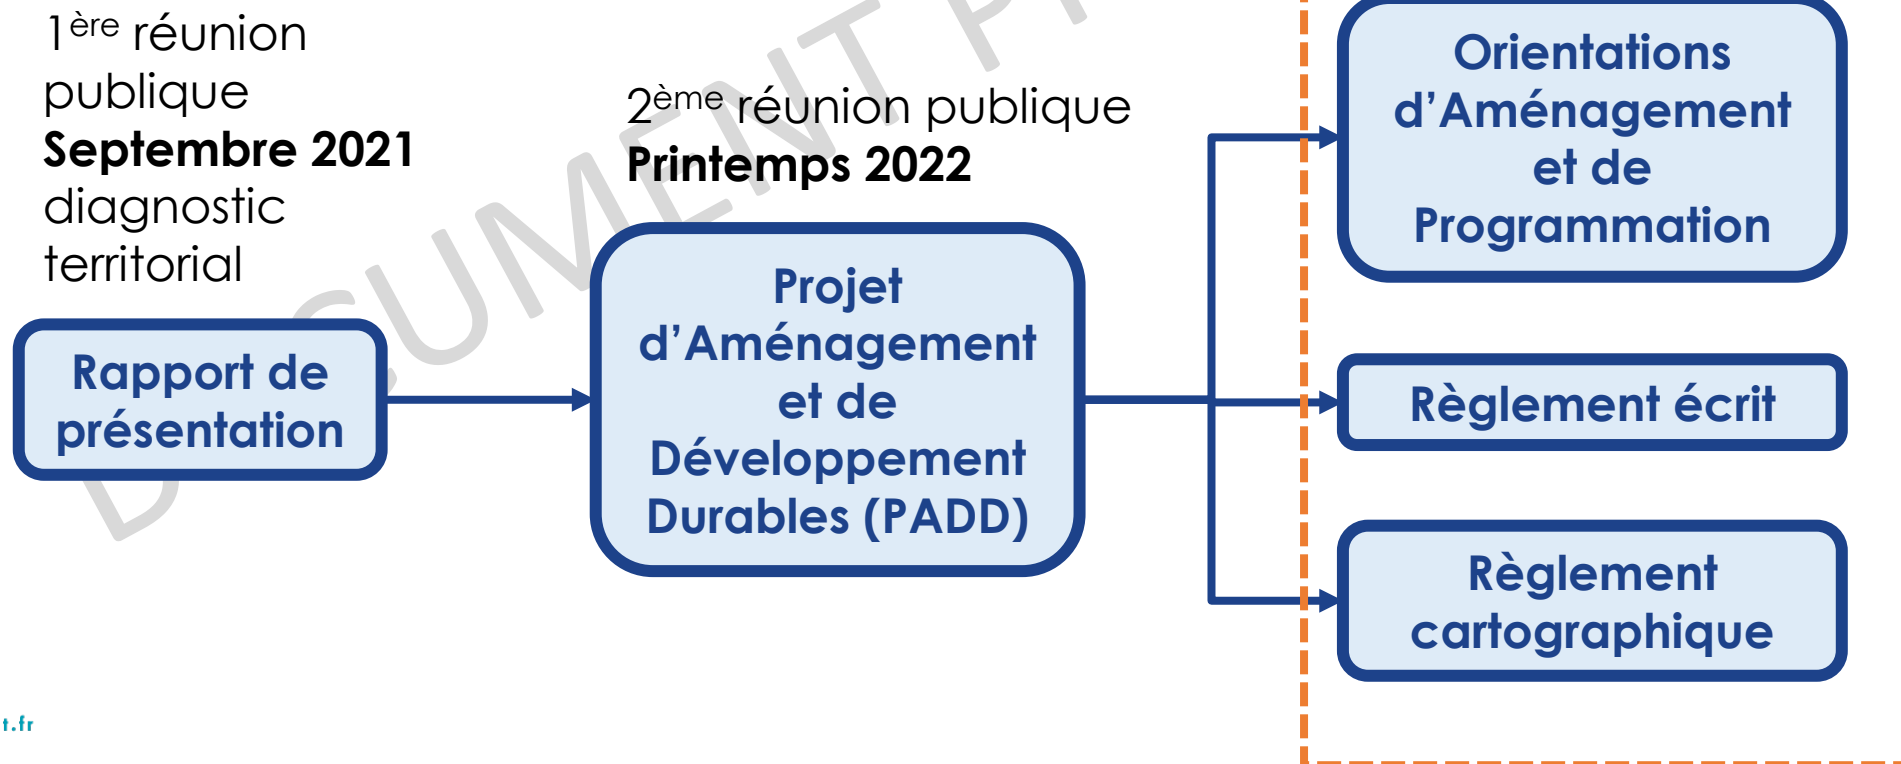 1ère réunion
publique
Septembre 2021
diagnostic
territorial
Rapport de
présentation
2ème réunion publique
Printemps 2022
Projet
d’Aménagement
et de
Développement
Durables (PADD)
Orientations
d’Aménagement
et de
Programmation
Règlement écrit
Règlement
cartographique
t.fr